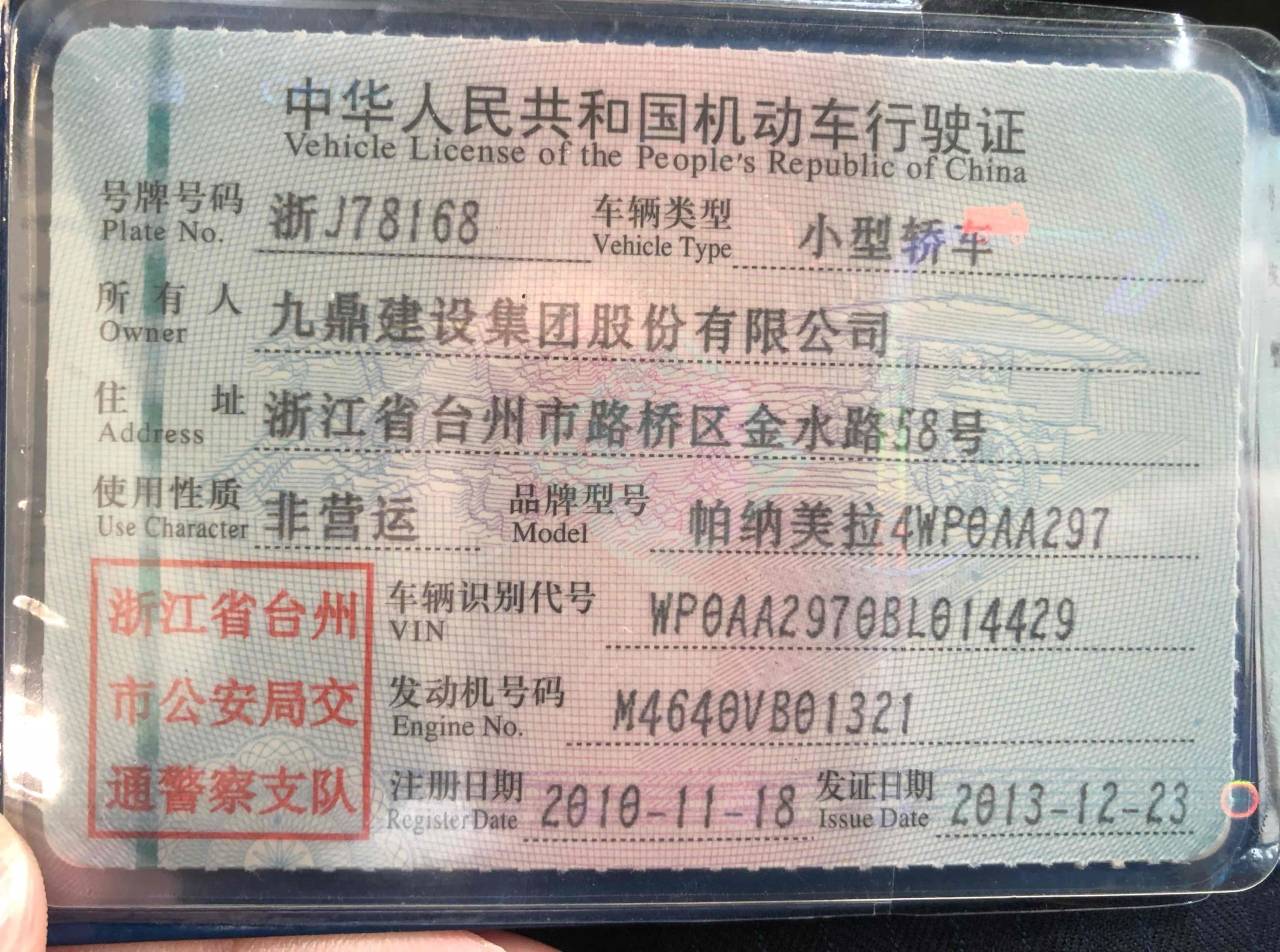 中华人民共和国机动车行驶证
Vehicle License of the People's Republic of China
号牌号码 浙J78168 车辆类型 小型轿车
Plate No. Vehicle Type
所有人 九鼎建设集团股份有限公司
Owner
住址 浙江省台州市路桥区金水路58号
Address
使用性质 非营运 品牌型号 帕纳美拉4WP0AA297
Use Character Model
浙江省台州
市公安局交
通警察支队
车辆识别代号 WP0AA2970BL014429
VIN
发动机号码 M4640VB01321
Engine No.
注册日期 2010-11-18 发证日期 2013-12-23
Register Date Issue Date